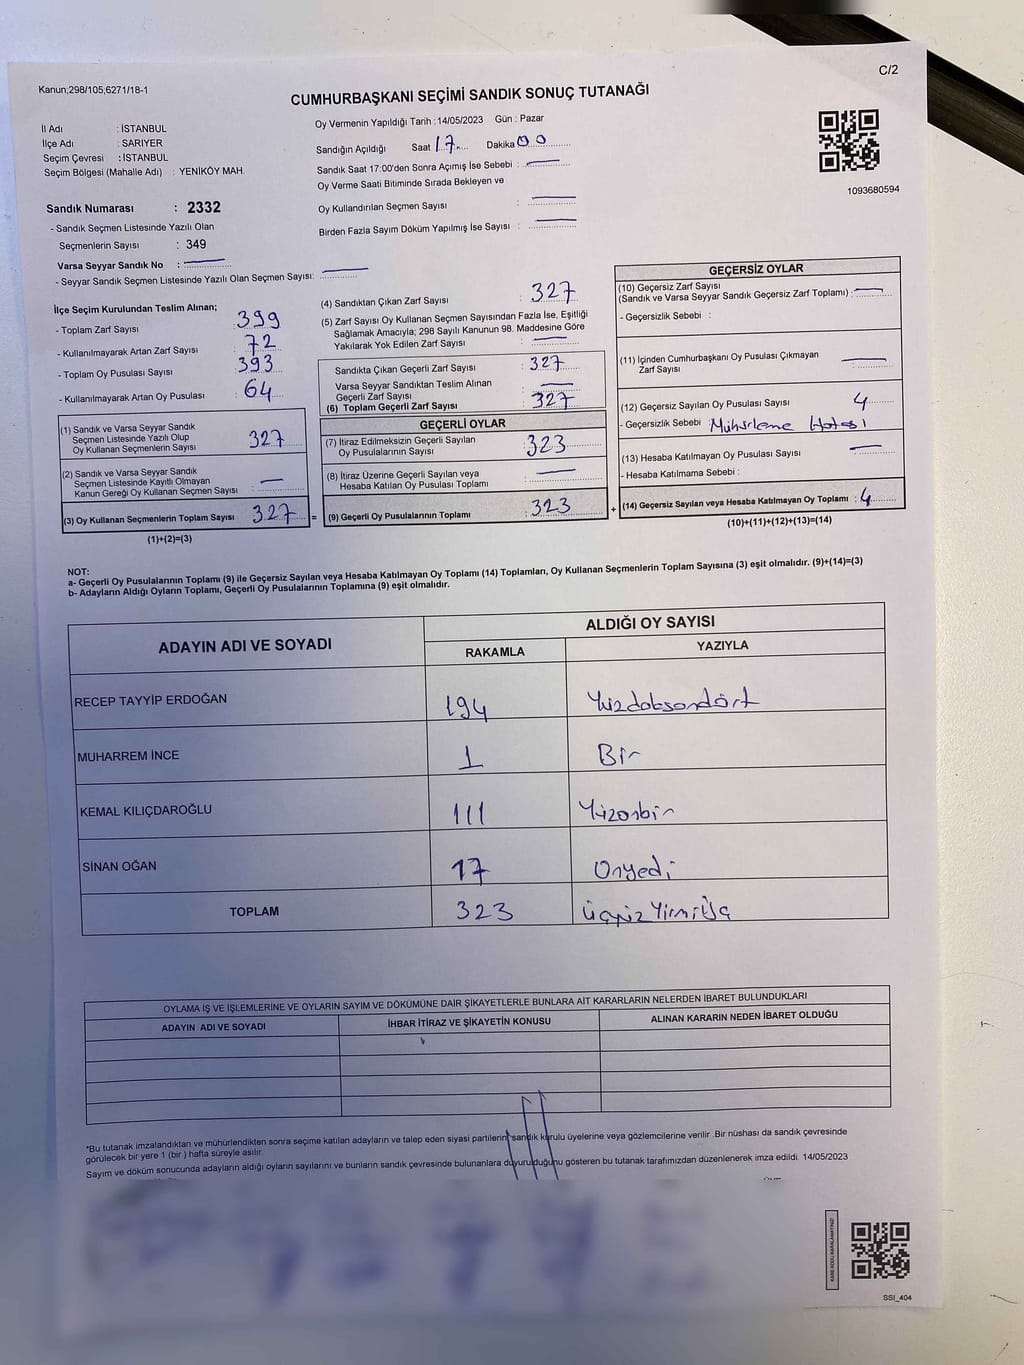 C/2
Kanun;298/105;6271/18-1
CUMHURBAŞKANI SEÇİMİ SANDIK SONUÇ TUTANAĞI
İl Adı : İSTANBUL
İlçe Adı : SARIYER
Seçim Çevresi : İSTANBUL
Seçim Bölgesi (Mahalle Adı) : YENİKÖY MAH.
Oy Vermenin Yapıldığı Tarih :14/05/2023 Gün : Pazar
Sandığın Açıldığı Saat 17 Dakika 00
Sandık Saat 17:00'den Sonra Açımış İse Sebebi :
Oy Verme Saati Bitiminde Sırada Bekleyen ve
Oy Kullandırılan Seçmen Sayısı :
Birden Fazla Sayım Döküm Yapılmış İse Sayısı :
1093680594
Sandık Numarası : 2332
- Sandık Seçmen Listesinde Yazılı Olan
Seçmenlerin Sayısı : 349
Varsa Seyyar Sandık No :
- Seyyar Sandık Seçmen Listesinde Yazılı Olan Seçmen Sayısı:
İlçe Seçim Kurulundan Teslim Alınan;
- Toplam Zarf Sayısı : 399
- Kullanılmayarak Artan Zarf Sayısı : 72
- Toplam Oy Pusulası Sayısı : 393
- Kullanılmayarak Artan Oy Pusulası : 64
(1) Sandık ve Varsa Seyyar Sandık
Seçmen Listesinde Yazılı Olup
Oy Kullanan Seçmenlerin Sayısı : 327
(2) Sandık ve Varsa Seyyar Sandık
Seçmen Listesinde Kayıtlı Olmayan
Kanun Gereği Oy Kullanan Seçmen Sayısı : —
(3) Oy Kullanan Seçmenlerin Toplam Sayısı : 327 =
(1)+(2)=(3)
(4) Sandıktan Çıkan Zarf Sayısı : 327
(5) Zarf Sayısı Oy Kullanan Seçmen Sayısından Fazla İse, Eşitliği
Sağlamak Amacıyla; 298 Sayılı Kanunun 98. Maddesine Göre
Yakılarak Yok Edilen Zarf Sayısı : —
Sandıkta Çıkan Geçerli Zarf Sayısı : 327
Varsa Seyyar Sandıktan Teslim Alınan
Geçerli Zarf Sayısı : —
(6) Toplam Geçerli Zarf Sayısı : 327
GEÇERLİ OYLAR
(7) İtiraz Edilmeksizin Geçerli Sayılan
Oy Pusulalarının Sayısı : 323
(8) İtiraz Üzerine Geçerli Sayılan veya
Hesaba Katılan Oy Pusulası Toplamı : —
(9) Geçerli Oy Pusulalarının Toplamı : 323 +
GEÇERSİZ OYLAR
(10) Geçersiz Zarf Sayısı
(Sandık ve Varsa Seyyar Sandık Geçersiz Zarf Toplamı) : —
- Geçersizlik Sebebi :
(11) İçinden Cumhurbaşkanı Oy Pusulası Çıkmayan
Zarf Sayısı : —
(12) Geçersiz Sayılan Oy Pusulası Sayısı : 4
- Geçersizlik Sebebi : Mühürleme Hatası
(13) Hesaba Katılmayan Oy Pusulası Sayısı : —
- Hesaba Katılmama Sebebi :
(14) Geçersiz Sayılan veya Hesaba Katılmayan Oy Toplamı : 4
(10)+(11)+(12)+(13)=(14)
NOT:
a- Geçerli Oy Pusulalarının Toplamı (9) ile Geçersiz Sayılan veya Hesaba Katılmayan Oy Toplamı (14) Toplamları, Oy Kullanan Seçmenlerin Toplam Sayısına (3) eşit olmalıdır. (9)+(14)=(3)
b- Adayların Aldığı Oyların Toplamı, Geçerli Oy Pusulalarının Toplamına (9) eşit olmalıdır.
ADAYIN ADI VE SOYADI
ALDIĞI OY SAYISI
RAKAMLA YAZIYLA
RECEP TAYYİP ERDOĞAN 194 Yüzdoksandört
MUHARREM İNCE 1 Bir
KEMAL KILIÇDAROĞLU 111 Yüzonbir
SİNAN OĞAN 17 Onyedi
TOPLAM 323 Üçyüz Yirmi Üç
OYLAMA İŞ VE İŞLEMLERİNE VE OYLARIN SAYIM VE DÖKÜMÜNE DAİR ŞİKAYETLERLE BUNLARA AİT KARARLARIN NELERDEN İBARET BULUNDUKLARI
ADAYIN ADI VE SOYADI İHBAR İTİRAZ VE ŞİKAYETİN KONUSU ALINAN KARARIN NEDEN İBARET OLDUĞU
*Bu tutanak imzalandıktan ve mühürlendikten sonra seçime katılan adayların ve talep eden siyasi partilerin sandık kurulu üyelerine veya gözlemcilerine verilir .Bir nüshası da sandık çevresinde
görülecek bir yere 1 (bir ) hafta süreyle asılır.
Sayım ve döküm sonucunda adayların aldığı oyların sayılarını ve bunların sandık çevresinde bulunanlara duyurulduğunu gösteren bu tutanak tarafımızdan düzenlenerek imza edildi. 14/05/2023
KARE KODU KARALAMAYINIZ!
SSI_404